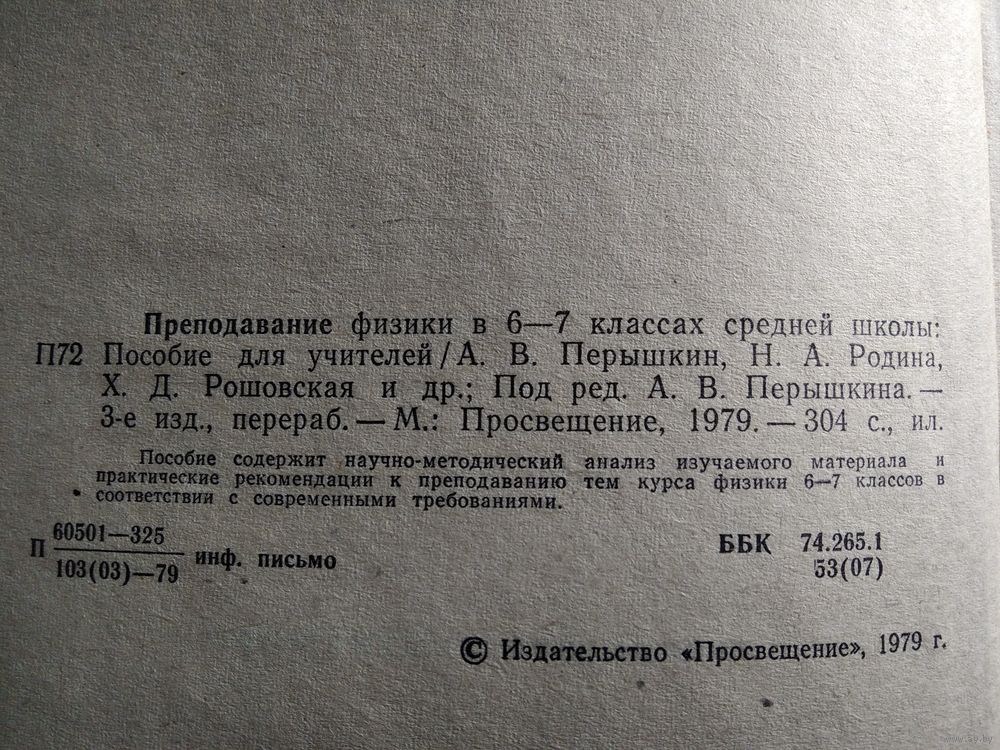 Преподавание физики в 6—7 классах средней школы:
П72 Пособие для учителей/А. В. Перышкин, Н. А. Родина,
Х. Д. Рошовская и др.; Под ред. А. В. Перышкина.—
3-е изд., перераб.—М.: Просвещение, 1979.—304 с., ил.
Пособие содержит научно-методический анализ изучаемого материала и
практические рекомендации к преподаванию тем курса физики 6—7 классов в
соответствии с современными требованиями.
60501—325
П инф. письмо
103(03)—79
ББК 74.265.1
53(07)
© Издательство «Просвещение», 1979 г.